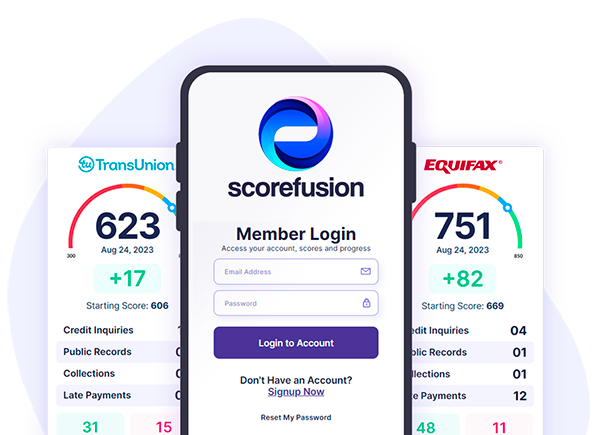 TransUnion
623
Aug 24, 2023
300
+17
Starting Score: 606
Credit Inquiries
Public Records
Collections
Late Payments
31
15
scorefusion
Member Login
Access your account, scores and progress
Email Address
Password
Login to Account
Don't Have an Account?
Signup Now
Reset My Password
EQUIFAX®
751
Aug 24, 2023
850
+82
Starting Score: 669
Credit Inquiries 04
Records 01
01
Payments 12
48
11